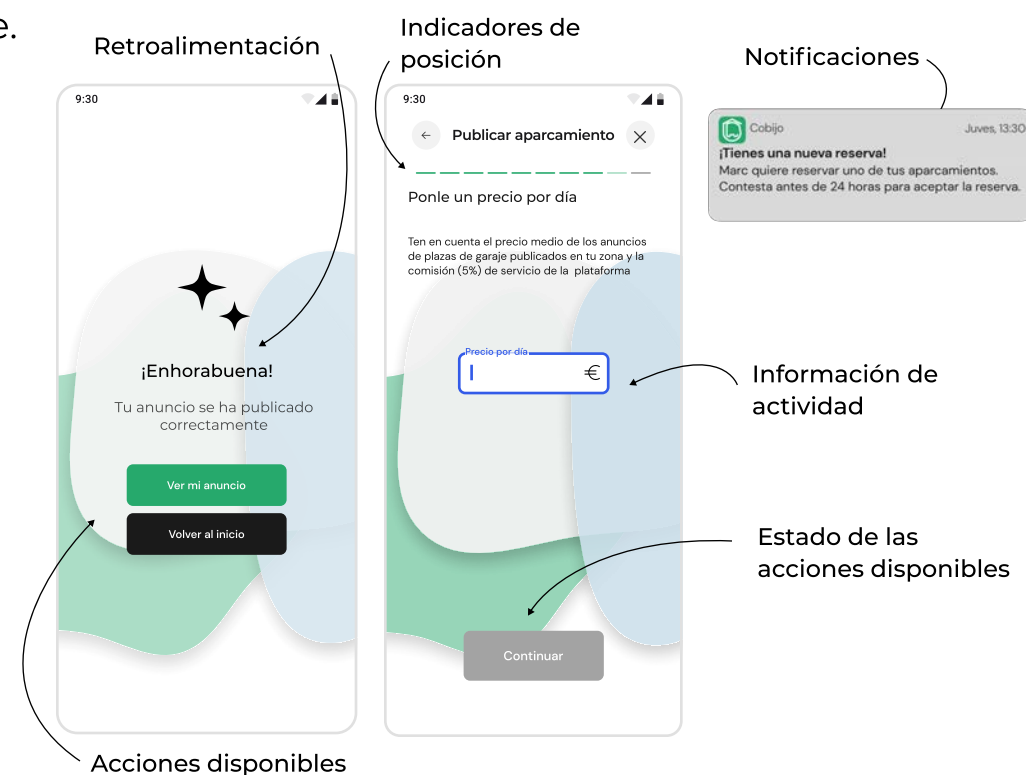 e.
Retroalimentación
Indicadores de
posición
Notificaciones
9:30
¡Enhorabuena!
Tu anuncio se ha publicado
correctamente
Ver mi anuncio
Volver al inicio
9:30
Publicar aparcamiento
Ponle un precio por día
Ten en cuenta el precio medio de los anuncios
de plazas de garaje publicados en tu zona y la
comisión (5%) de servicio de la plataforma
Precio por día
€
Continuar
Cobijo
Juves, 13:30
¡Tienes una nueva reserva!
Marc quiere reservar uno de tus aparcamientos.
Contesta antes de 24 horas para aceptar la reserva.
Información de
actividad
Estado de las
acciones disponibles
Acciones disponibles